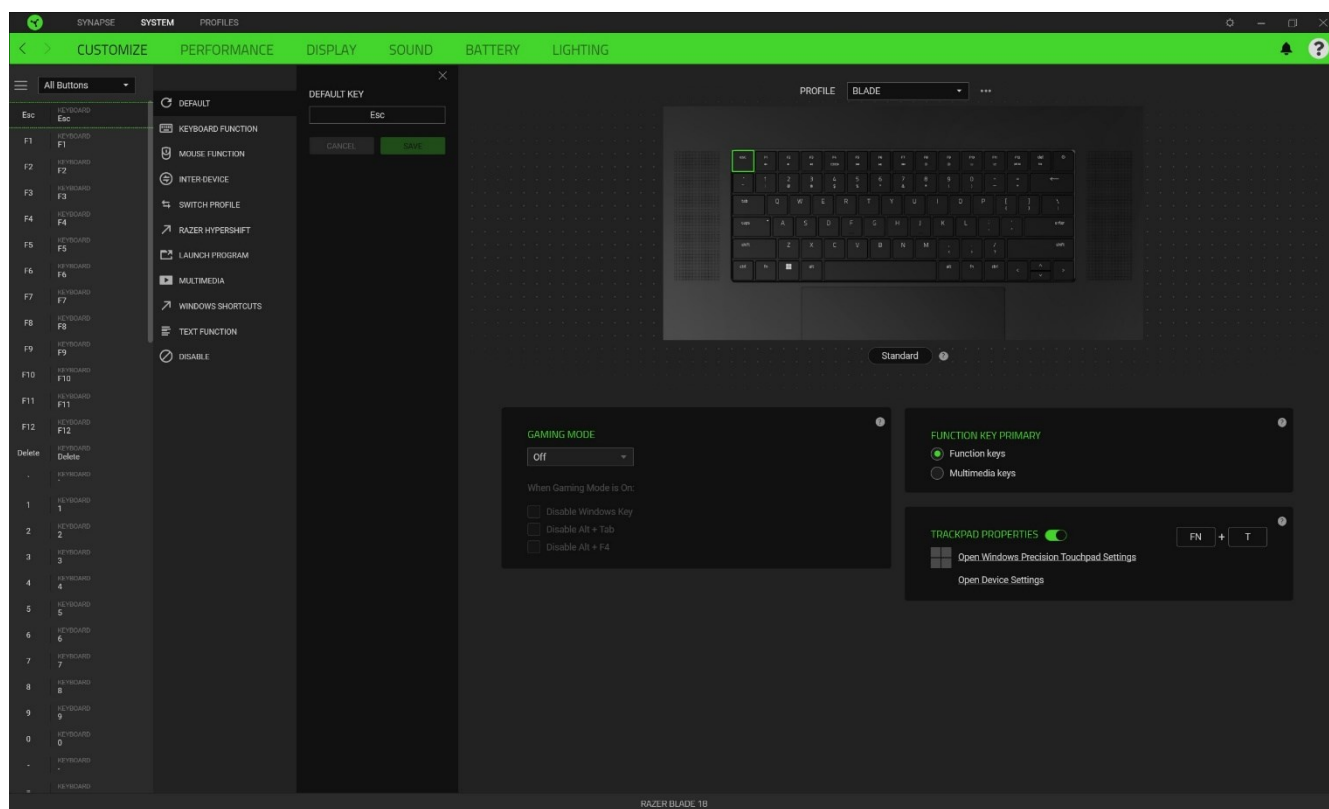 SYNAPSE SYSTEM PROFILES
CUSTOMIZE PERFORMANCE DISPLAY SOUND BATTERY LIGHTING
All Buttons
Esc KEYBOARD Esc
F1 KEYBOARD F1
F2 KEYBOARD F2
F3 KEYBOARD F3
F4 KEYBOARD F4
F5 KEYBOARD F5
F6 KEYBOARD F6
F7 KEYBOARD F7
F8 KEYBOARD F8
F9 KEYBOARD F9
F10 KEYBOARD F10
F11 KEYBOARD F11
F12 KEYBOARD F12
Delete KEYBOARD Delete
KEYBOARD
1 KEYBOARD 1
2 KEYBOARD 2
3 KEYBOARD 3
4 KEYBOARD 4
5 KEYBOARD 5
6 KEYBOARD 6
7 KEYBOARD 7
8 KEYBOARD 8
9 KEYBOARD 9
0 KEYBOARD 0
- KEYBOARD -
KEYBOARD
DEFAULT
KEYBOARD FUNCTION
MOUSE FUNCTION
INTER-DEVICE
SWITCH PROFILE
RAZER HYPERSHIFT
LAUNCH PROGRAM
MULTIMEDIA
WINDOWS SHORTCUTS
TEXT FUNCTION
DISABLE
DEFAULT KEY
Esc
CANCEL SAVE
PROFILE BLADE
Q W E R T Y U I O P
A S D F G H J K L
Z X C V B N M
Standard
GAMING MODE
Off
When Gaming Mode is On:
Disable Windows Key
Disable Alt + Tab
Disable Alt + F4
FUNCTION KEY PRIMARY
Function keys
Multimedia keys
TRACKPAD PROPERTIES
FN + T
Open Windows Precision Touchpad Settings
Open Device Settings
RAZER BLADE 18